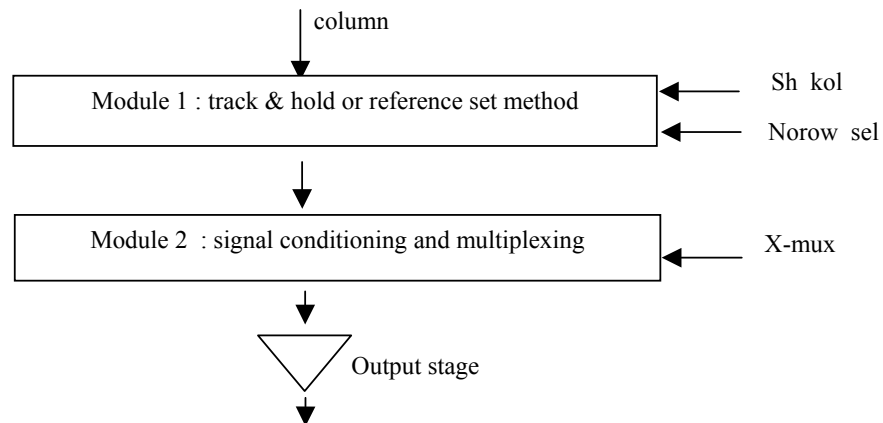 column
Module 1 : track & hold or reference set method
Sh kol
Norow sel
Module 2 : signal conditioning and multiplexing
X-mux
Output stage